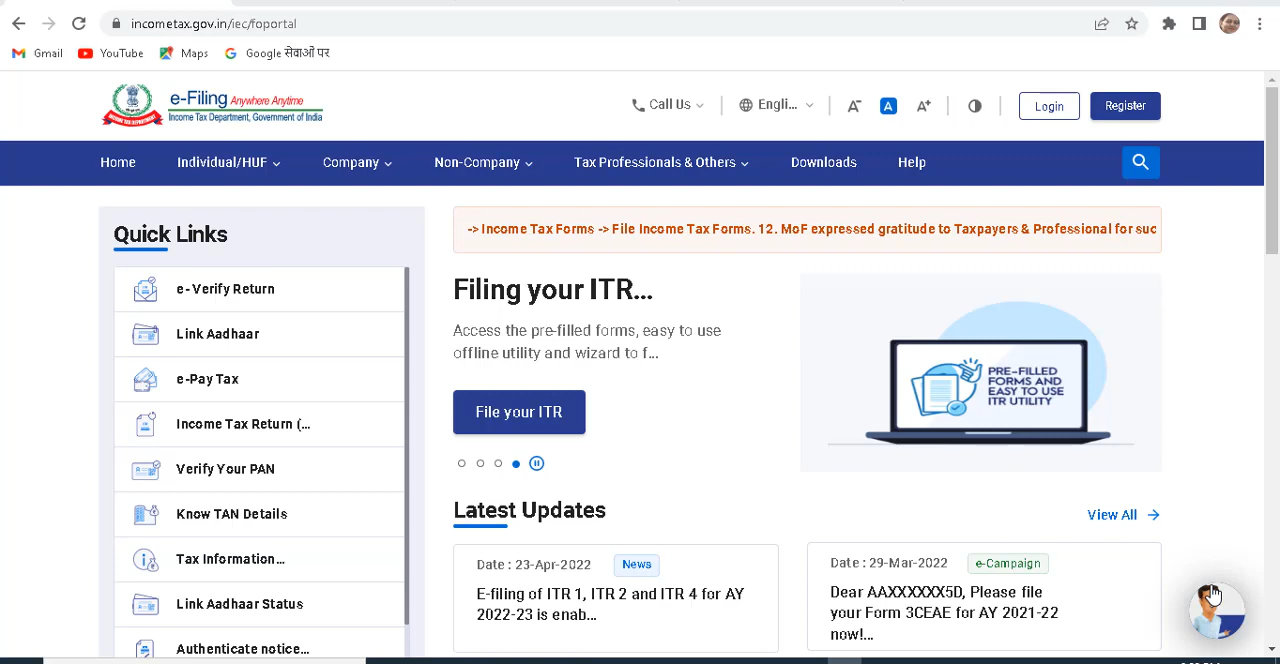 incometax.gov.in/iec/foportal
Gmail YouTube Maps Google सेवाओं पर
e-Filing Anywhere Anytime
Income Tax Department, Government of India
Call Us Engli... A- A A+ Login Register
Home Individual/HUF Company Non-Company Tax Professionals & Others Downloads Help
Quick Links
e-Verify Return
Link Aadhaar
e-Pay Tax
Income Tax Return (...
Verify Your PAN
Know TAN Details
Tax Information...
Link Aadhaar Status
Authenticate notice...
-> Income Tax Forms -> File Income Tax Forms. 12. MoF expressed gratitude to Taxpayers & Professional for suc
Filing your ITR...
Access the pre-filled forms, easy to use
offline utility and wizard to f...
File your ITR
PRE-FILLED
FORMS AND
EASY TO USE
ITR UTILITY
Latest Updates
View All
Date : 23-Apr-2022 News
E-filing of ITR 1, ITR 2 and ITR 4 for AY
2022-23 is enab...
Date : 29-Mar-2022 e-Campaign
Dear AAXXXXXX5D, Please file
your Form 3CEAE for AY 2021-22
now!...